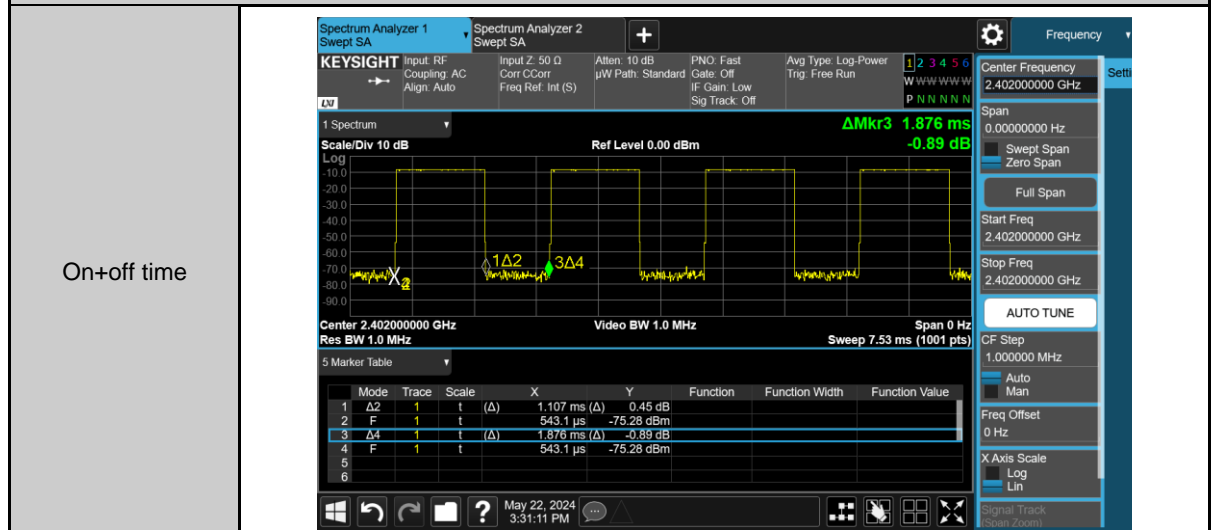 On+off time
Spectrum Analyzer 1
Swept SA
Spectrum Analyzer 2
Swept SA
Frequency
KEYSIGHT
LXI
Input: RF
Coupling: AC
Align: Auto
Input Z: 50 Ω
Corr CCorr
Freq Ref: Int (S)
Atten: 10 dB
µW Path: Standard
PNO: Fast
Gate: Off
IF Gain: Low
Sig Track: Off
Avg Type: Log-Power
Trig: Free Run
1 2 3 4 5 6
W W W W W W
P N N N N N
1 Spectrum
Scale/Div 10 dB
Ref Level 0.00 dBm
ΔMkr3 1.876 ms
-0.89 dB
Log
-10.0
-20.0
-30.0
-40.0
-50.0
-60.0
-70.0
-80.0
-90.0
1Δ2
3Δ4
Center 2.402000000 GHz
Video BW 1.0 MHz
Span 0 Hz
Res BW 1.0 MHz
Sweep 7.53 ms (1001 pts)
5 Marker Table
Mode Trace Scale X Y Function Function Width Function Value
1 Δ2 1 t (Δ) 1.107 ms (Δ) 0.45 dB
2 F 1 t 543.1 µs -75.28 dBm
3 Δ4 1 t (Δ) 1.876 ms (Δ) -0.89 dB
4 F 1 t 543.1 µs -75.28 dBm
5
6
May 22, 2024
3:31:11 PM
Center Frequency
2.402000000 GHz
Span
0.00000000 Hz
Swept Span
Zero Span
Full Span
Start Freq
2.402000000 GHz
Stop Freq
2.402000000 GHz
AUTO TUNE
CF Step
1.000000 MHz
Auto
Man
Freq Offset
0 Hz
X Axis Scale
Log
Lin
Signal Track
(Span Zoom)
Setti